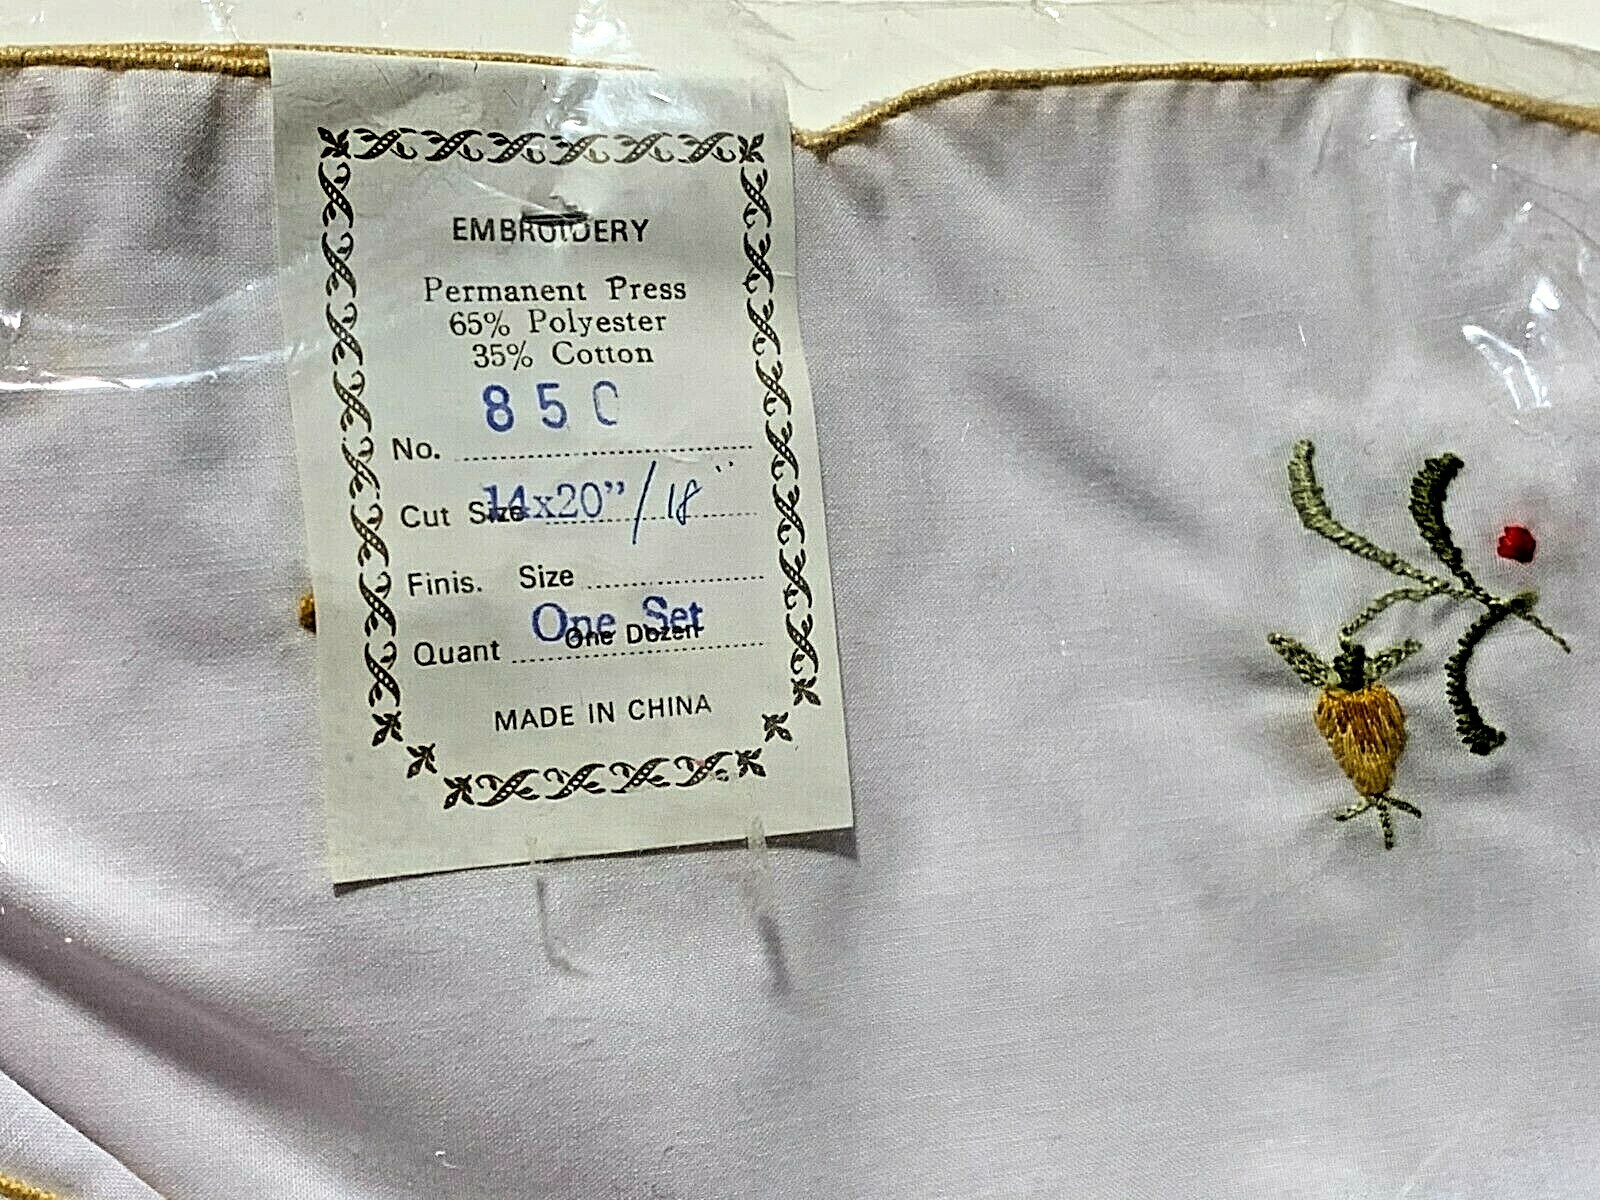 EMBROIDERY
Permanent Press
65% Polyester
35% Cotton
No. 850
Cut Size 14x20"/18"
Finis. Size
One Set
Quant One Dozen
MADE IN CHINA